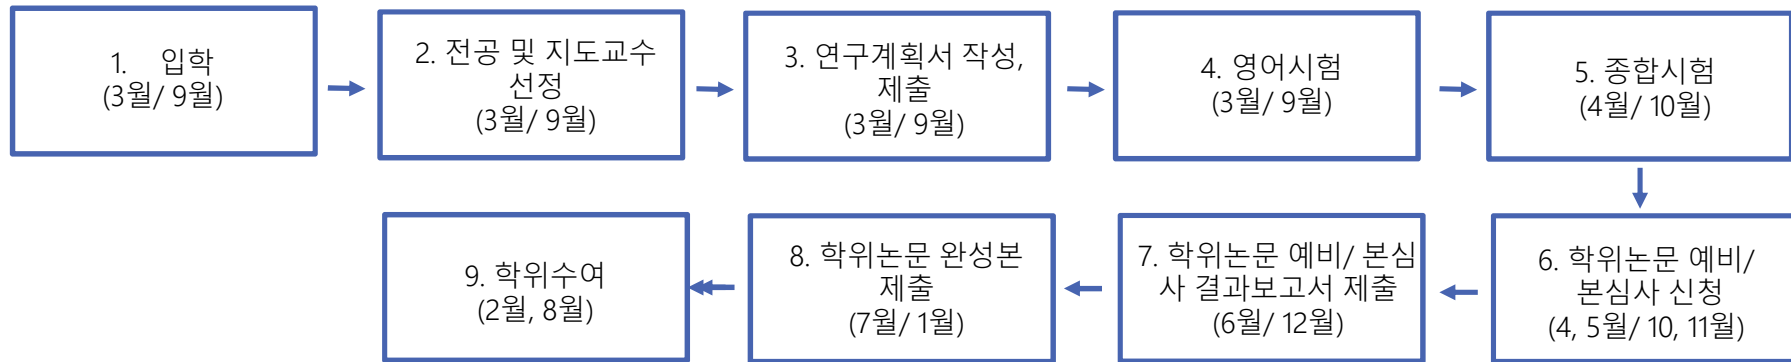 1. 입학
(3월/ 9월)
2. 전공 및 지도교수
선정
(3월/ 9월)
3. 연구계획서 작성,
제출
(3월/ 9월)
4. 영어시험
(3월/ 9월)
5. 종합시험
(4월/ 10월)
6. 학위논문 예비/
본심사 신청
(4, 5월/ 10, 11월)
7. 학위논문 예비/ 본심
사 결과보고서 제출
(6월/ 12월)
8. 학위논문 완성본
제출
(7월/ 1월)
9. 학위수여
(2월, 8월)